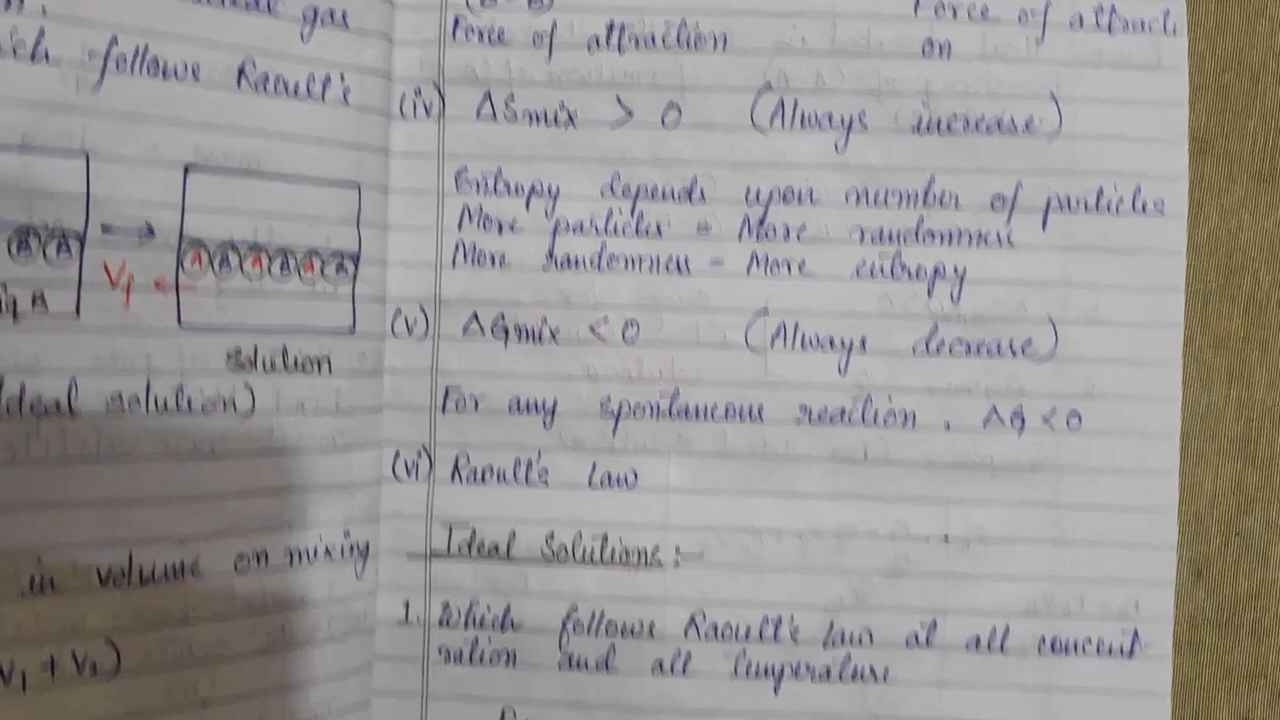 gas
follows Raoult's
V₁
solution
Ideal solution)
in volume on mixing
V₁ + V₂)
Force of attraction
Force of attracti
on
(iv) ΔSmix > 0 (Always increase)
Entropy depends upon number of particles
More particles = More randomness
More randomness = More entropy
(v) ΔGmix < 0 (Always decrease)
For any spontaneous reaction, ΔG < 0
(vi) Raoult's Law
Ideal Solutions:-
1. Which follows Raoult's law at all concent
ration and all temperature